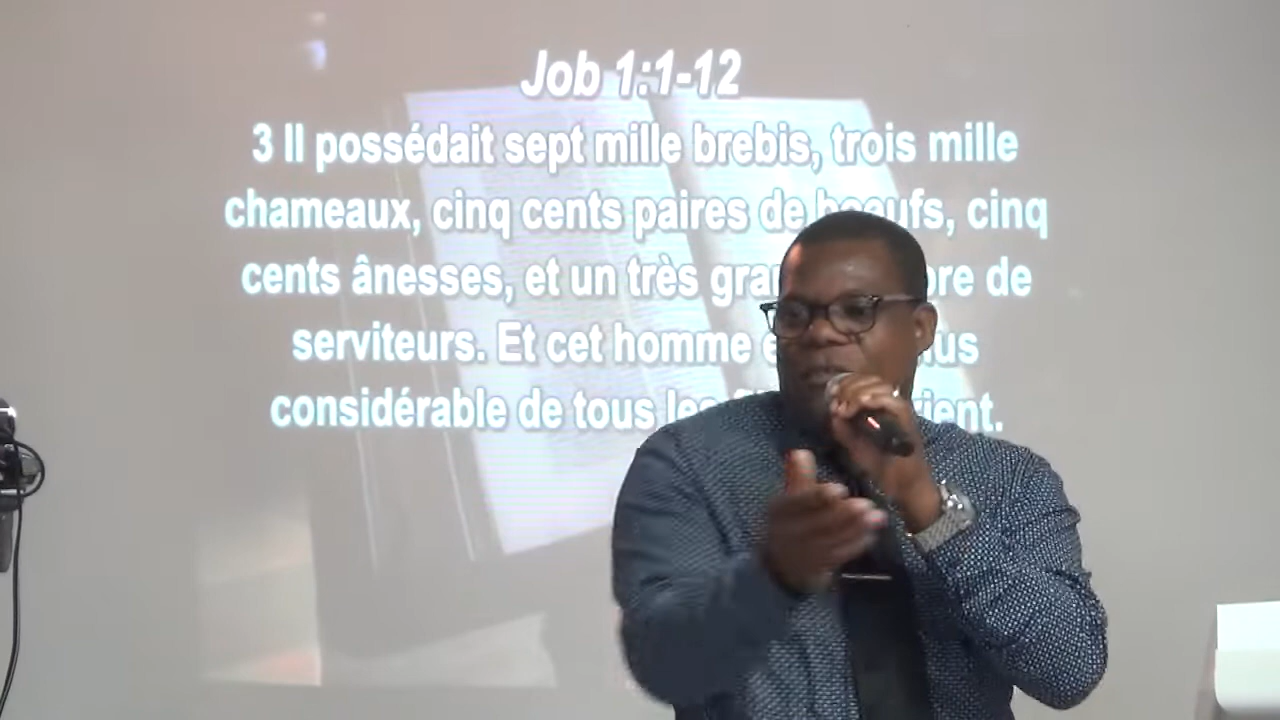 Job 1:1-12
3 Il possédait sept mille brebis, trois mille
chameaux, cinq cents paires de boeufs, cinq
cents ânesses, et un très de
serviteurs. Et cet homme
considérable de tous les